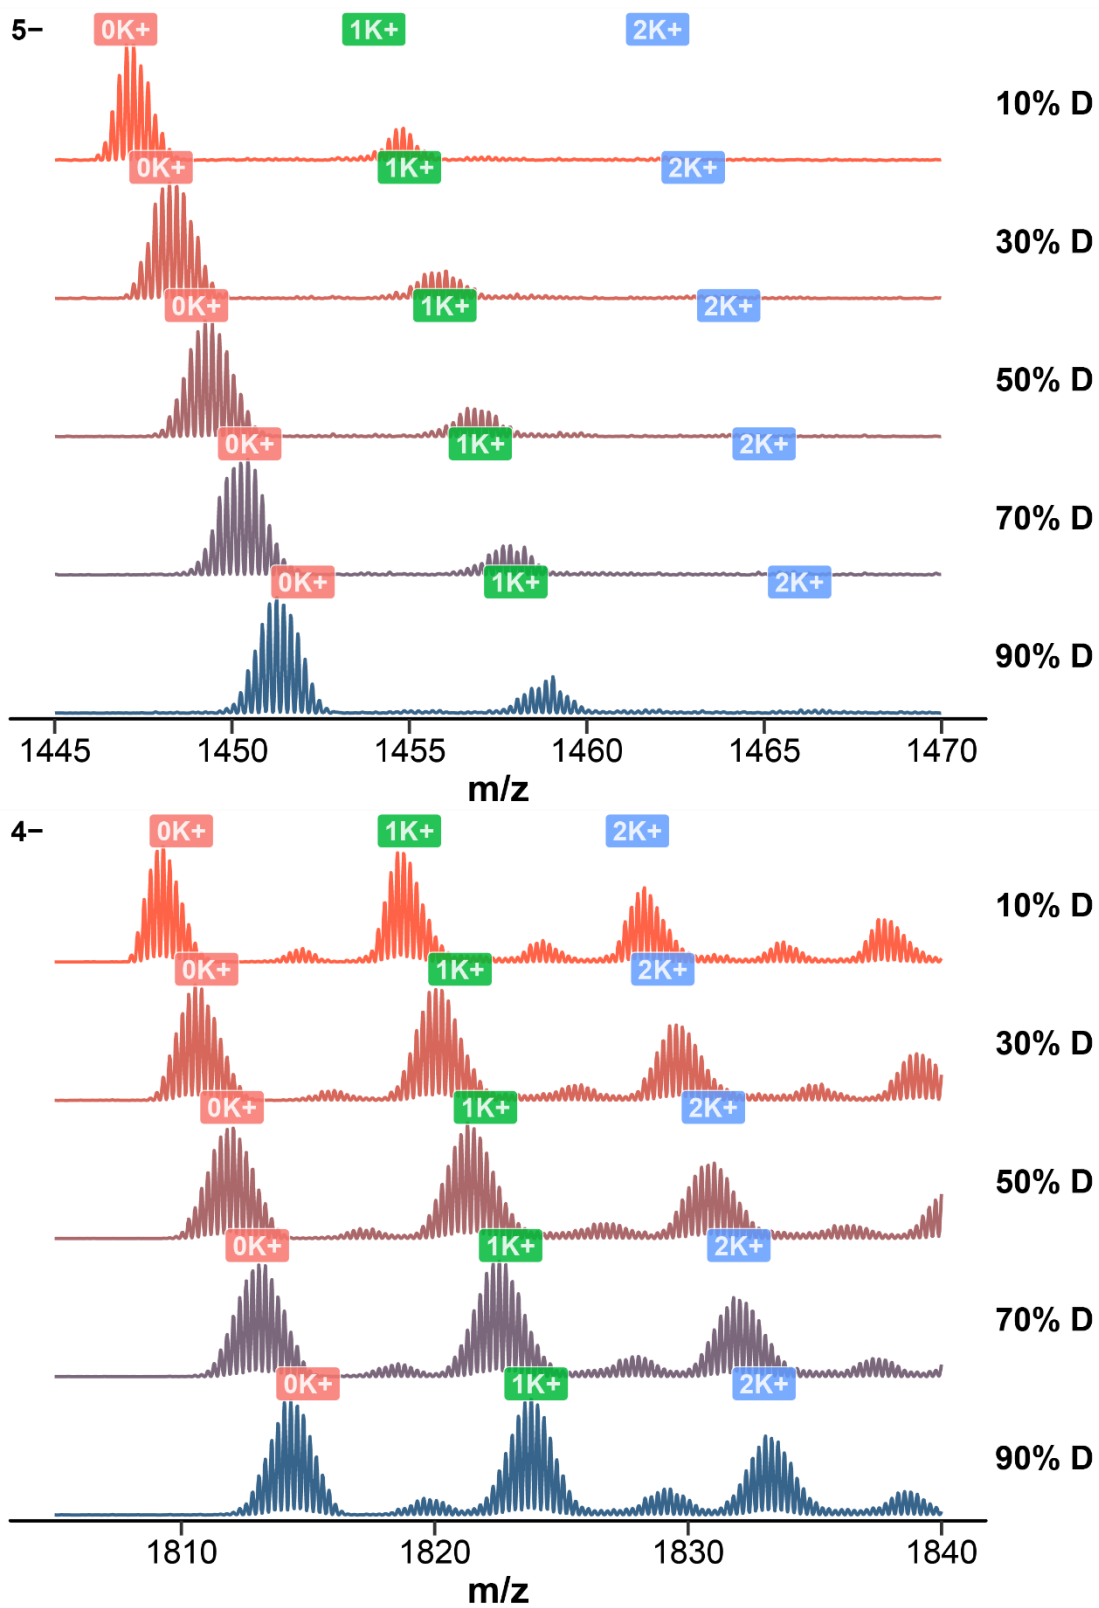 5− 0K+ 1K+ 2K+
10% D
0K+ 1K+ 2K+
30% D
0K+ 1K+ 2K+
50% D
0K+ 1K+ 2K+
70% D
0K+ 1K+ 2K+
90% D
1445 1450 1455 1460 1465 1470
m/z
4− 0K+ 1K+ 2K+
10% D
0K+ 1K+ 2K+
30% D
0K+ 1K+ 2K+
50% D
0K+ 1K+ 2K+
70% D
0K+ 1K+ 2K+
90% D
1810 1820 1830 1840
m/z